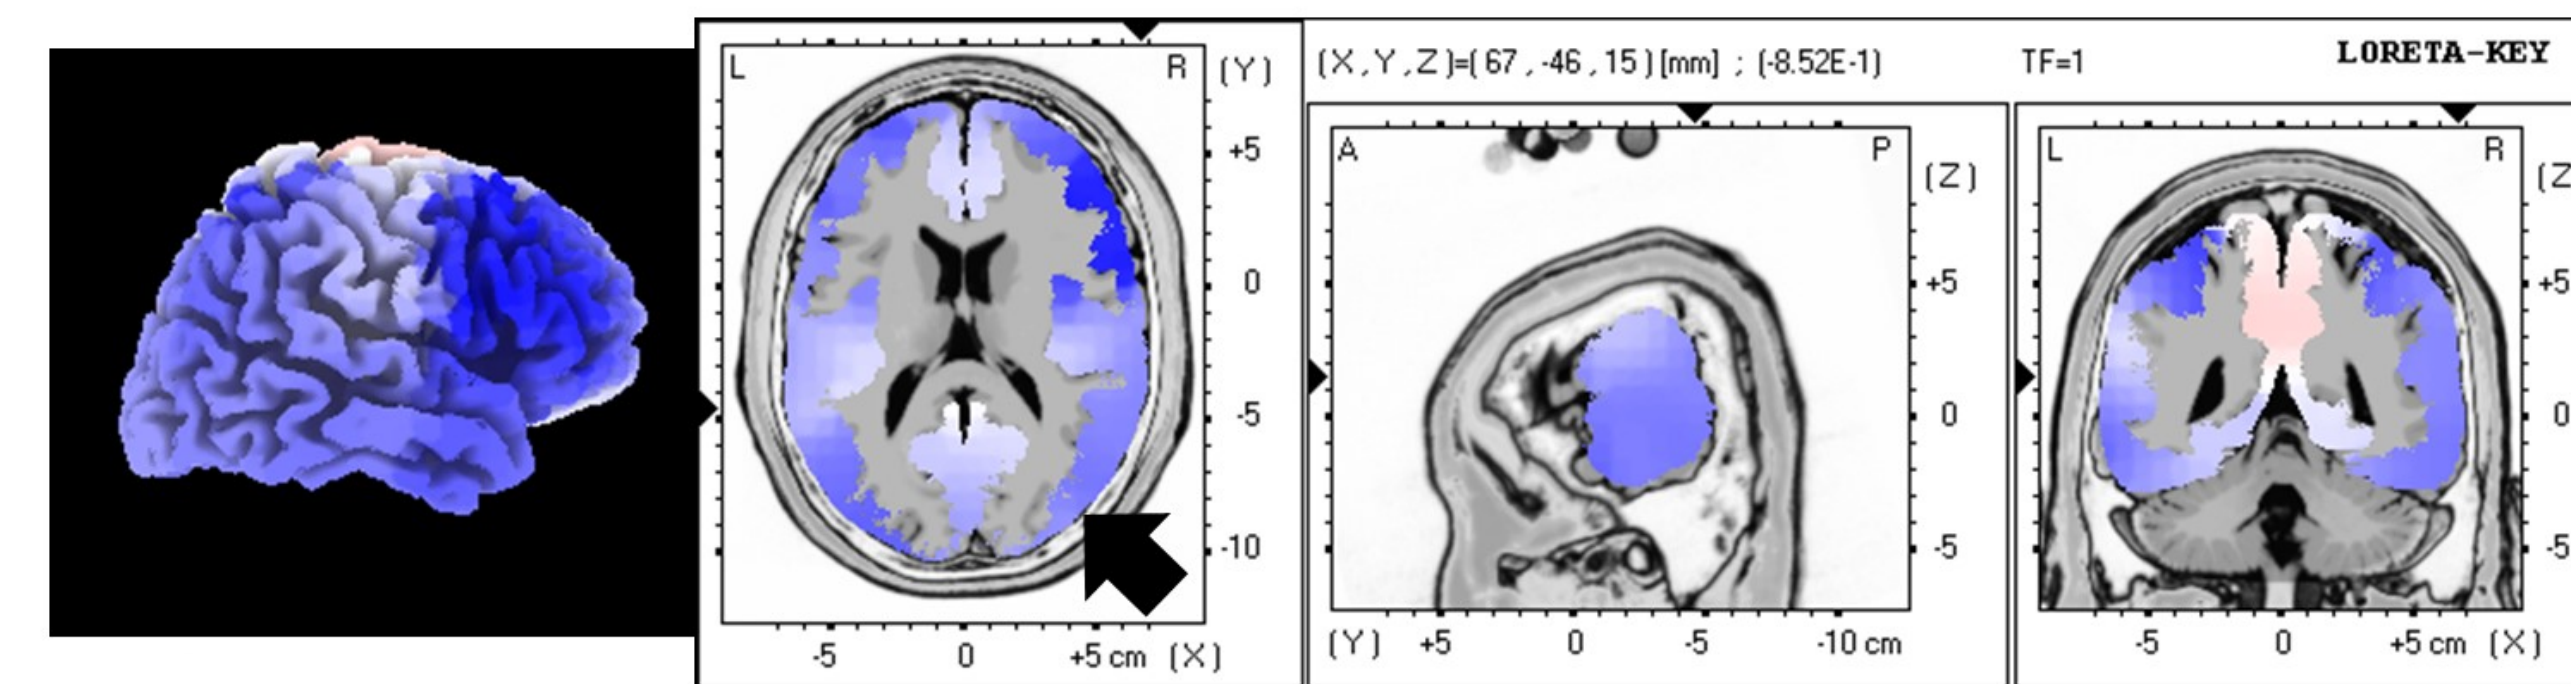 L R (Y)
+5
0
-5
-10
-5 0 +5 cm (X)
(X,Y,Z)=(67,-46,15)[mm] ; (-8.52E-1) TF=1 LORETA-KEY
A P (Z)
+5
0
-5
(Y) +5 0 -5 -10 cm
L R (Z
+5
0
-5
-5 0 +5 cm (X)